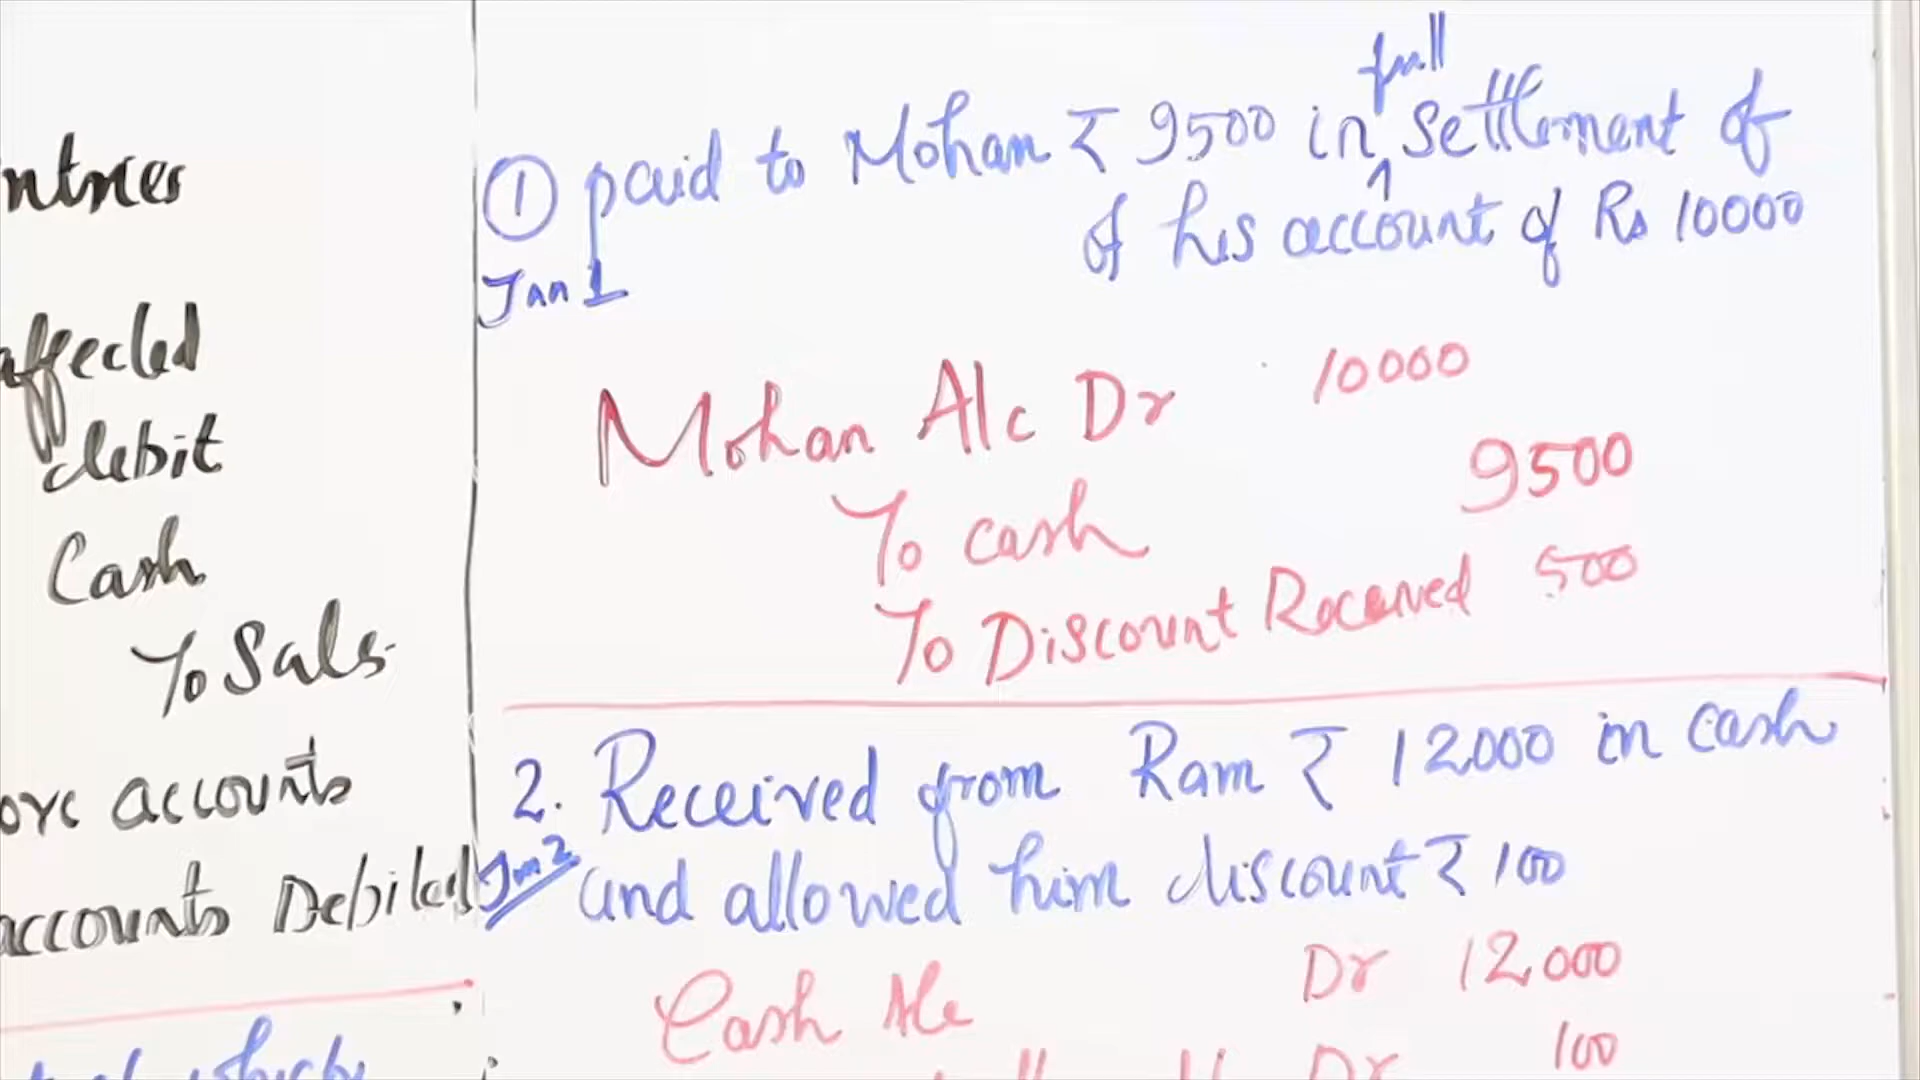 ntries
affected
debit
Cash
To Sales
ore accounts
accounts Debited
which
① paid to Mohan ₹ 9500 in full settlement of
of his account of Rs 10000
Jan 1
Mohan A/c Dr 10000
To cash 9500
To Discount Received 500
2. Received from Ram ₹ 12000 in cash
Jan 2 and allowed him discount ₹ 100
Cash A/c Dr 12,000
Dr 100